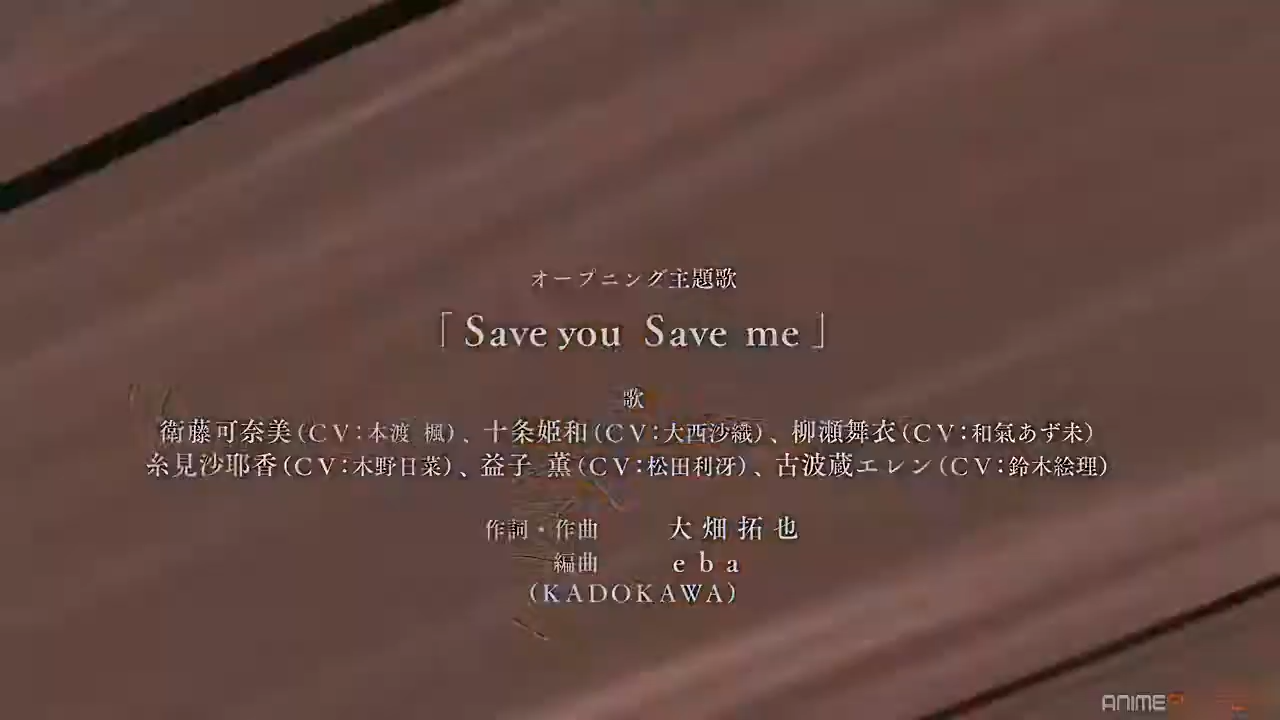 オープニング主題歌
「Save you Save me」
歌
衛藤可奈美(CV:本渡 楓)、十条姫和(CV:大西沙織)、柳瀬舞衣(CV:和氣あず未)
糸見沙耶香(CV:木野日菜)、益子 薫(CV:松田利冴)、古波蔵エレン(CV:鈴木絵理)
作詞・作曲 大畑拓也
編曲 eba
(KADOKAWA)
ANIME